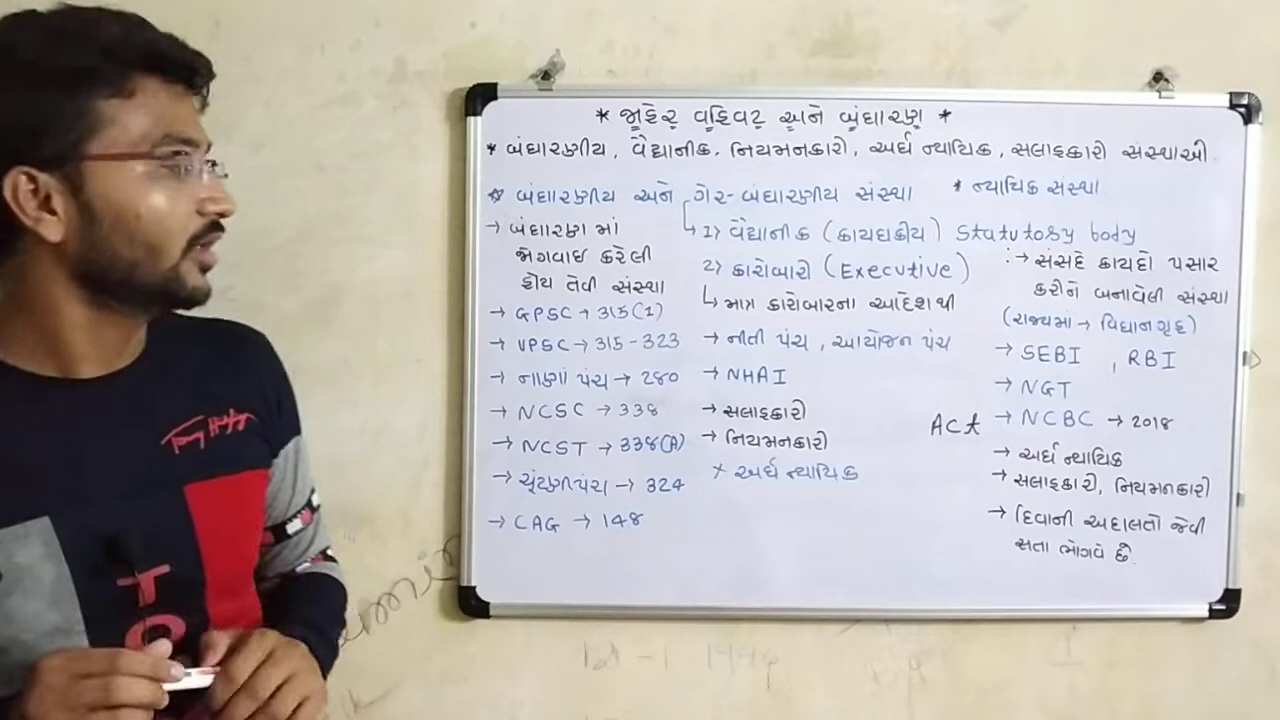 * જાહેર વહિવટ અને બંધારણ *
* બંધારણીય, વૈધાનીક, નિયમનકારી, અર્ધ ન્યાયિક, સલાહકારી સંસ્થાઓ.
☆ બંધારણીય અને ગેર-બંધારણીય સંસ્થા * ન્યાયિક સંસ્થા
→ બંધારણ માં
જોગવાઇ કરેલી
હોય તેવી સંસ્થા
→ GPSC → 315(1)
→ UPSC → 315-323
→ નાણાં પંચ → 280
→ NCSC → 338
→ NCST → 338(A)
→ ચૂંટણીપંચ → 324
→ CAG → 148
1) વૈધાનીક (કાયદાકીય) Statutosy body
2) કારોબારી (Executive)
↳ માત્ર કારોબારના આદેશથી
→ નીતી પંચ, આયોજન પંચ
→ NHAI
→ સલાહકારી
→ નિયમનકારી
* અર્ધ ન્યાયિક
:→ સંસદે કાયદો પસાર
કરીને બનાવેલી સંસ્થા
(રાજ્યમા → વિધાનગૃહ)
→ SEBI , RBI
→ NGT
Act → NCBC → 2018
→ અર્ધ ન્યાયિક
→ સલાહકારી, નિયમનકારી
→ દિવાની અદાલતો જેવી
સતા ભોગવે છે.